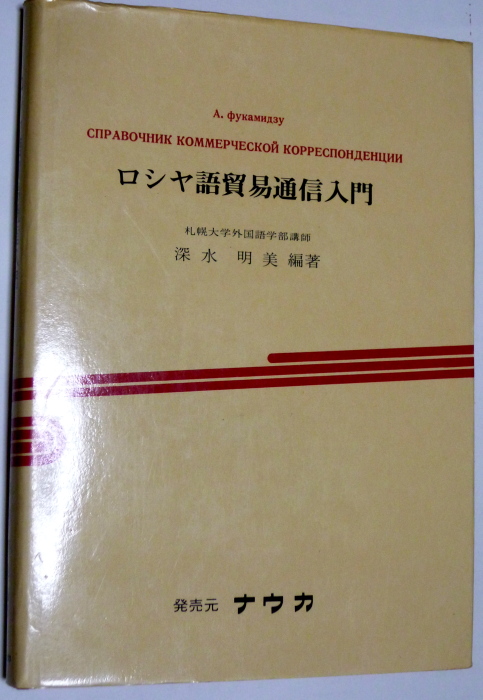 А. фукамидзу
СПРАВОЧНИК КОММЕРЧЕСКОЙ КОРРЕСПОНДЕНЦИИ
ロシヤ語貿易通信入門
札幌大学外国語学部講師
深水 明美 編著
発売元 ナウカ